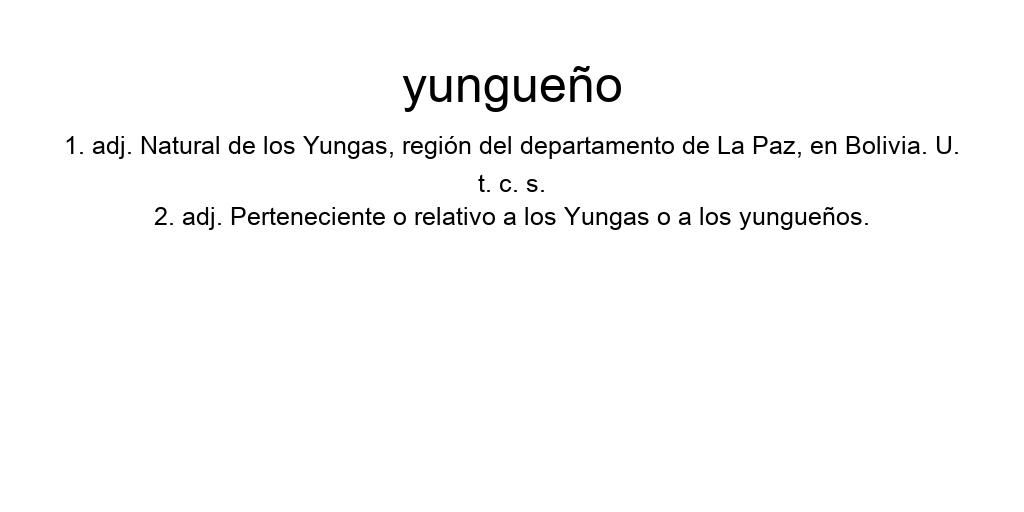 yungueño
1. adj. Natural de los Yungas, región del departamento de La Paz, en Bolivia. U.
t. c. s.
2. adj. Perteneciente o relativo a los Yungas o a los yungueños.